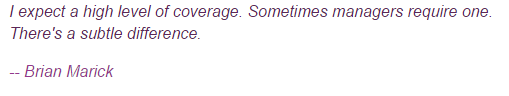 I expect a high level of coverage. Sometimes managers require one.
There's a subtle difference.
-- Brian Marick